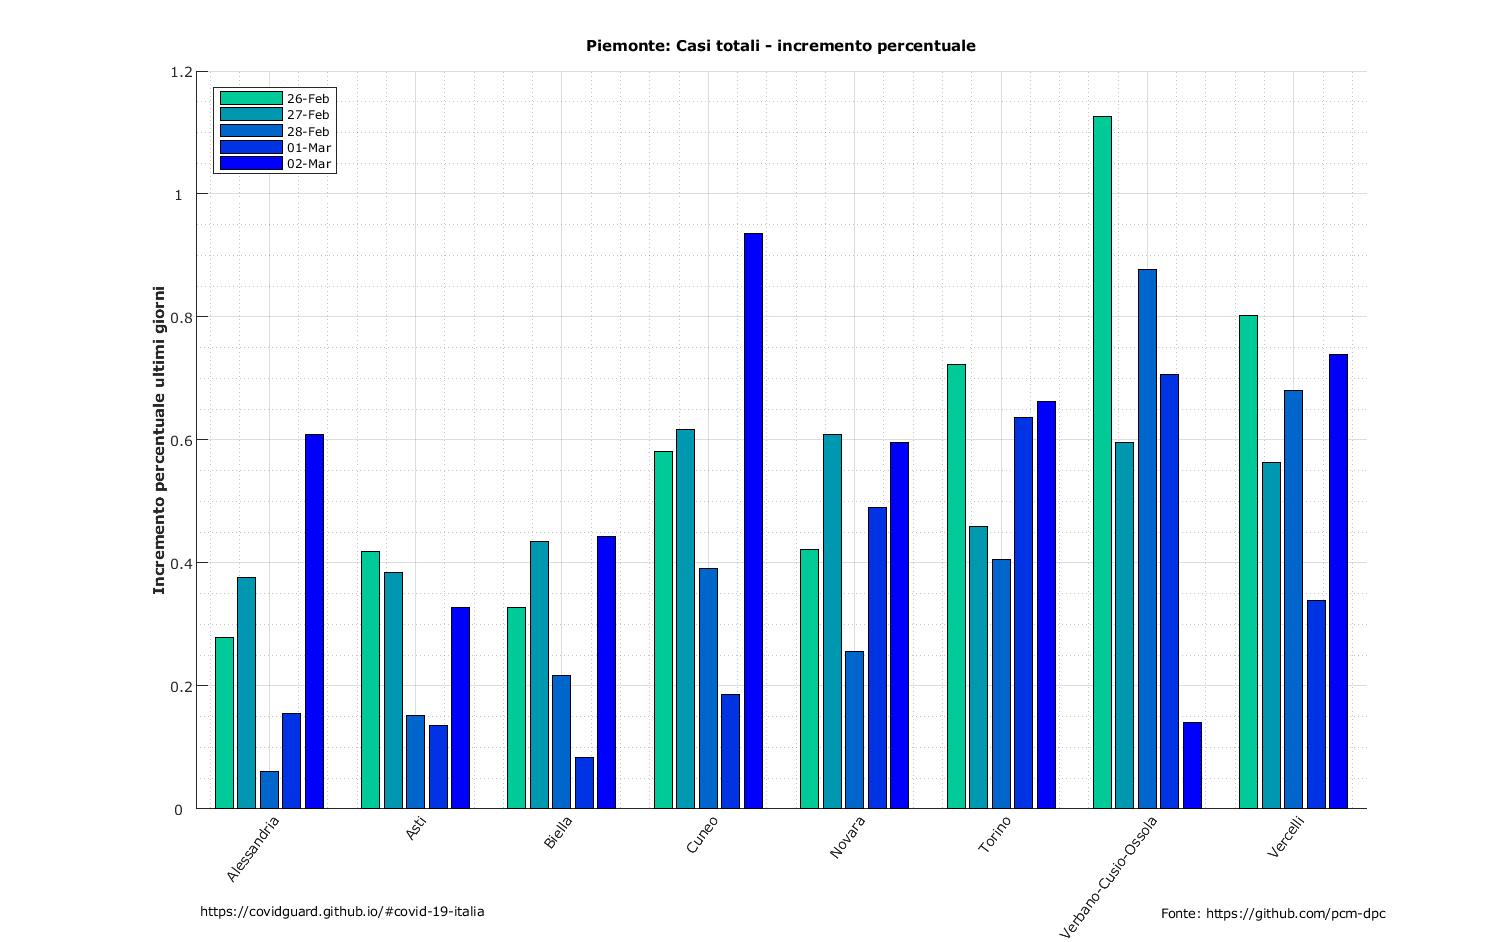 Piemonte: Casi totali - incremento percentuale
1.2
1
0.8
0.6
0.4
0.2
0
Incremento percentuale ultimi giorni
26-Feb
27-Feb
28-Feb
01-Mar
02-Mar
Alessandria
Asti
Biella
Cuneo
Novara
Torino
Verbano-Cusio-Ossola
Vercelli
https://covidguard.github.io/#covid-19-italia
Fonte: https://github.com/pcm-dpc